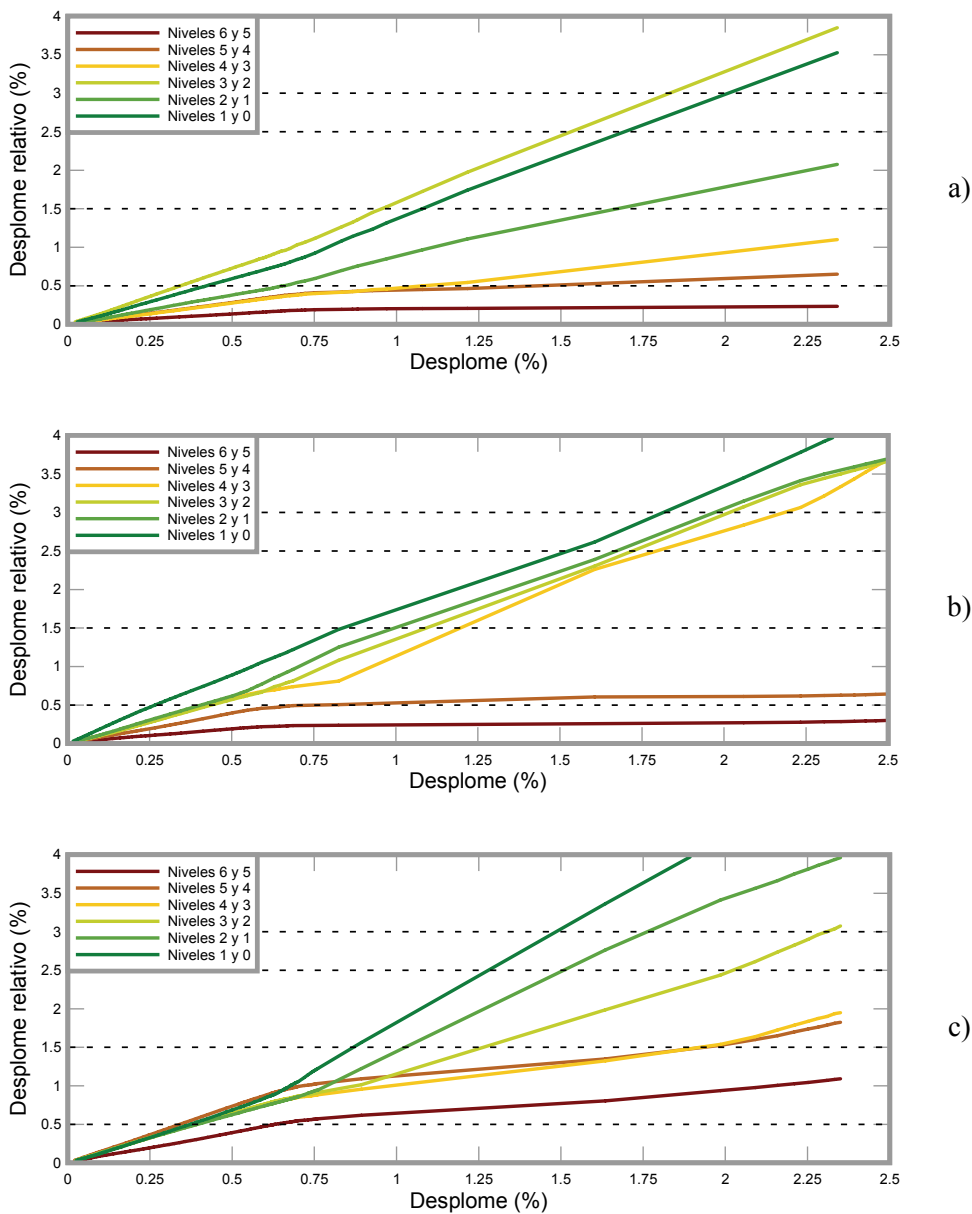 4
3.5
3
2.5
2
1.5
1
0.5
0
Desplome relativo (%)
Niveles 6 y 5
Niveles 5 y 4
Niveles 4 y 3
Niveles 3 y 2
Niveles 2 y 1
Niveles 1 y 0
0 0.25 0.5 0.75 1 1.25 1.5 1.75 2 2.25 2.5
Desplome (%)
a)
4
3.5
3
2.5
2
1.5
1
0.5
0
Desplome relativo (%)
Niveles 6 y 5
Niveles 5 y 4
Niveles 4 y 3
Niveles 3 y 2
Niveles 2 y 1
Niveles 1 y 0
0 0.25 0.5 0.75 1 1.25 1.5 1.75 2 2.25 2.5
Desplome (%)
b)
4
3.5
3
2.5
2
1.5
1
0.5
0
Desplome relativo (%)
Niveles 6 y 5
Niveles 5 y 4
Niveles 4 y 3
Niveles 3 y 2
Niveles 2 y 1
Niveles 1 y 0
0 0.25 0.5 0.75 1 1.25 1.5 1.75 2 2.25 2.5
Desplome (%)
c)